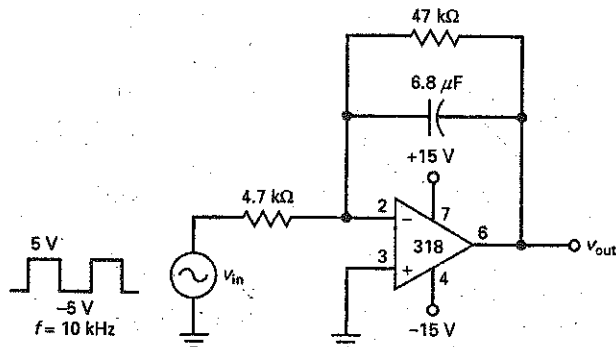 47 kΩ
6.8 μF
+15 V
4.7 kΩ
2
7
6
−
318
vout
5 V
3
+
4
vin
−5 V
f = 10 kHz
−15 V